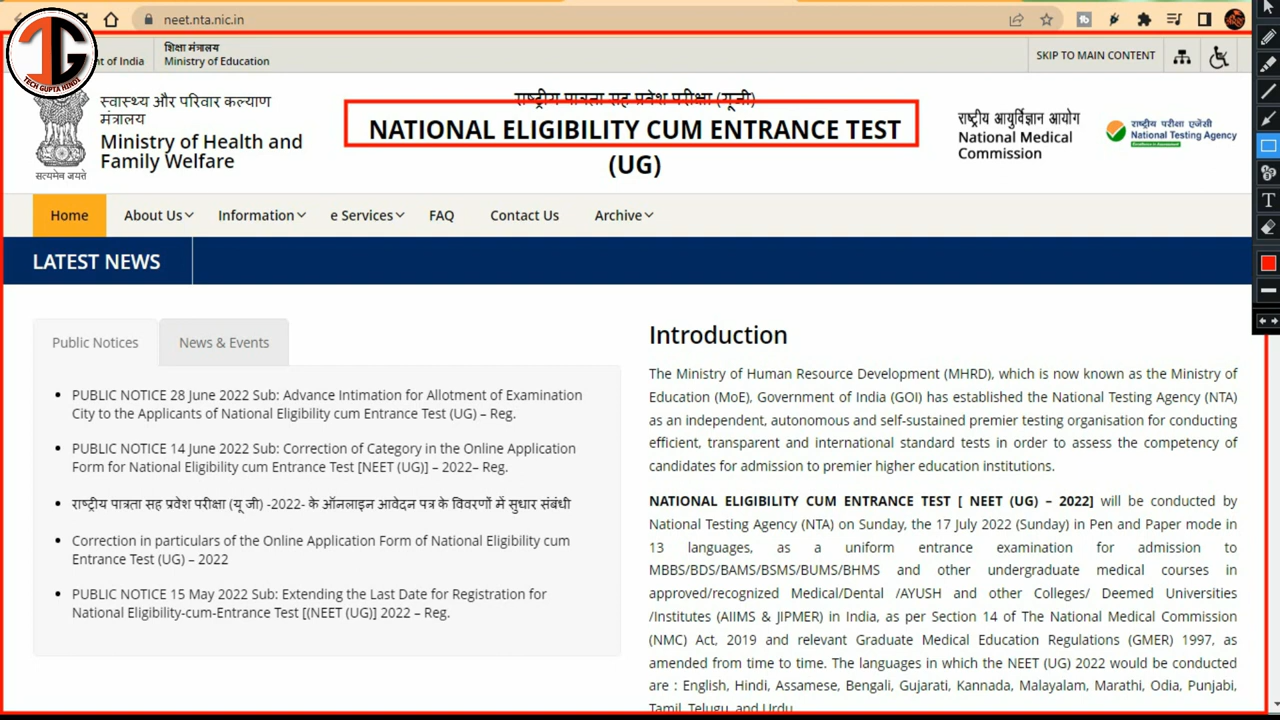 neet.nta.nic.in
TG
TECH GUPTA HINDI
nt of India
शिक्षा मंत्रालय
Ministry of Education
SKIP TO MAIN CONTENT
स्वास्थ्य और परिवार कल्याण
मंत्रालय
Ministry of Health and
Family Welfare
सत्यमेव जयते
राष्ट्रीय पात्रता सह प्रवेश परीक्षा (यूजी)
NATIONAL ELIGIBILITY CUM ENTRANCE TEST
(UG)
राष्ट्रीय आयुर्विज्ञान आयोग
National Medical
Commission
राष्ट्रीय परीक्षा एजेंसी
National Testing Agency
Home
About Us
Information
e Services
FAQ
Contact Us
Archive
LATEST NEWS
Public Notices
News & Events
PUBLIC NOTICE 28 June 2022 Sub: Advance Intimation for Allotment of Examination
City to the Applicants of National Eligibility cum Entrance Test (UG) – Reg.
PUBLIC NOTICE 14 June 2022 Sub: Correction of Category in the Online Application
Form for National Eligibility cum Entrance Test [NEET (UG)] – 2022– Reg.
राष्ट्रीय पात्रता सह प्रवेश परीक्षा (यू जी) -2022- के ऑनलाइन आवेदन पत्र के विवरणों में सुधार संबंधी
Correction in particulars of the Online Application Form of National Eligibility cum
Entrance Test (UG) – 2022
PUBLIC NOTICE 15 May 2022 Sub: Extending the Last Date for Registration for
National Eligibility-cum-Entrance Test [(NEET (UG)] 2022 – Reg.
Introduction
The Ministry of Human Resource Development (MHRD), which is now known as the Ministry of
Education (MoE), Government of India (GOI) has established the National Testing Agency (NTA)
as an independent, autonomous and self-sustained premier testing organisation for conducting
efficient, transparent and international standard tests in order to assess the competency of
candidates for admission to premier higher education institutions.
NATIONAL ELIGIBILITY CUM ENTRANCE TEST [ NEET (UG) – 2022] will be conducted by
National Testing Agency (NTA) on Sunday, the 17 July 2022 (Sunday) in Pen and Paper mode in
13 languages, as a uniform entrance examination for admission to
MBBS/BDS/BAMS/BSMS/BUMS/BHMS and other undergraduate medical courses in
approved/recognized Medical/Dental /AYUSH and other Colleges/ Deemed Universities
/Institutes (AIIMS & JIPMER) in India, as per Section 14 of The National Medical Commission
(NMC) Act, 2019 and relevant Graduate Medical Education Regulations (GMER) 1997, as
amended from time to time. The languages in which the NEET (UG) 2022 would be conducted
are : English, Hindi, Assamese, Bengali, Gujarati, Kannada, Malayalam, Marathi, Odia, Punjabi,
Tamil, Telugu, and Urdu